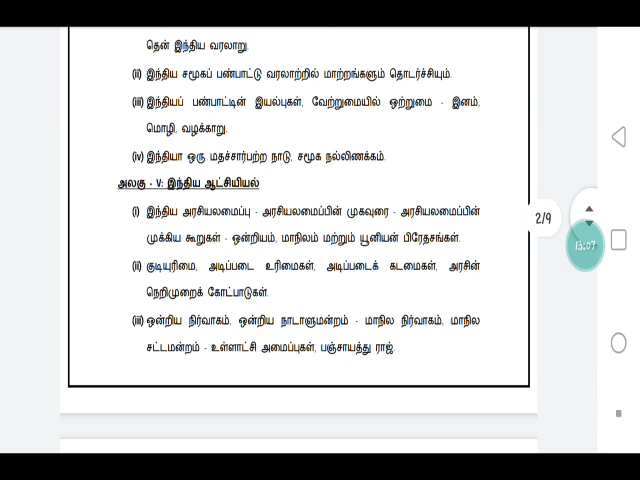 தென் இந்திய வரலாறு.
(ii) இந்திய சமூகப் பண்பாட்டு வரலாற்றில் மாற்றங்களும் தொடர்ச்சியும்.
(iii) இந்தியப் பண்பாட்டின் இயல்புகள், வேற்றுமையில் ஒற்றுமை - இனம்,
மொழி, வழக்காறு.
(iv) இந்தியா ஒரு மதச்சார்பற்ற நாடு, சமூக நல்லிணக்கம்.
அலகு - V: இந்திய ஆட்சியியல்
(i) இந்திய அரசியலமைப்பு - அரசியலமைப்பின் முகவுரை - அரசியலமைப்பின்
2/9
முக்கிய கூறுகள் - ஒன்றியம், மாநிலம் மற்றும் யூனியன் பிரதேசங்கள்.
13:07
(ii) குடியுரிமை, அடிப்படை உரிமைகள், அடிப்படைக் கடமைகள், அரசின்
நெறிமுறைக் கோட்பாடுகள்.
(iii) ஒன்றிய நிர்வாகம், ஒன்றிய நாடாளுமன்றம் - மாநில நிர்வாகம், மாநில
சட்டமன்றம் - உள்ளாட்சி அமைப்புகள், பஞ்சாயத்து ராஜ்.